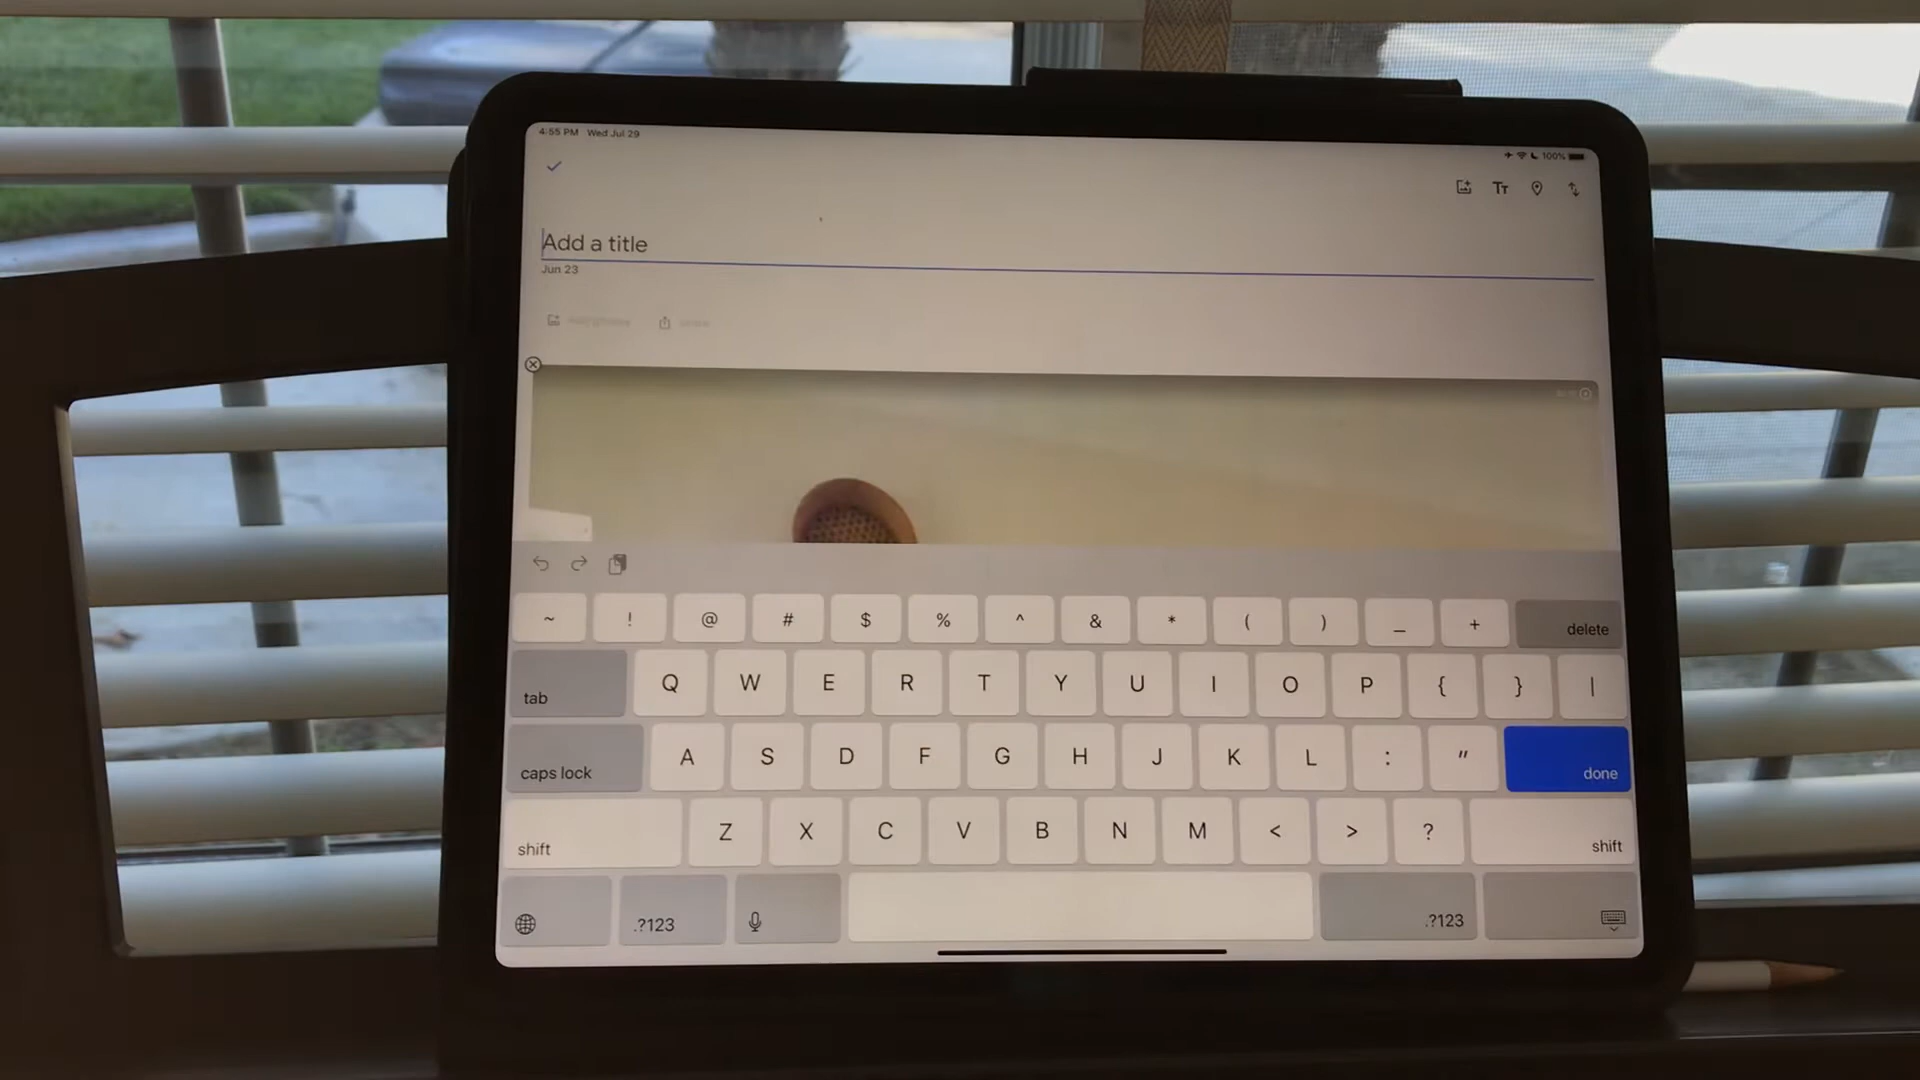 4:55 PM Wed Jul 29
100%
Tт
Add a title
Jun 23
~ ! @ # $ % ^ & * ( ) _ + delete
tab Q W E R T Y U I O P { } |
caps lock A S D F G H J K L : " done
shift Z X C V B N M < > ? shift
.?123 .?123